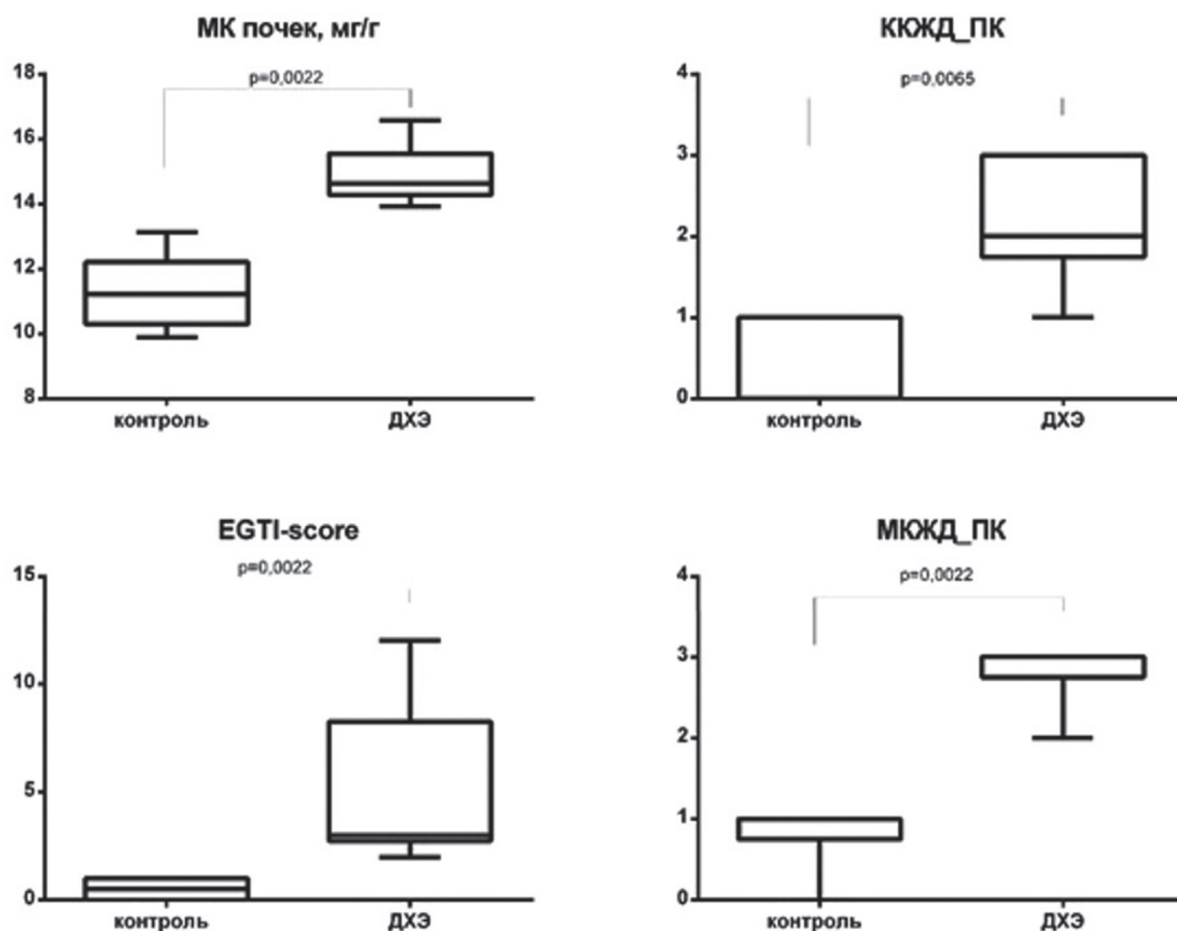 МК почек, мг/г
p=0,0022
18
16
14
12
10
8
контроль
ДХЭ
ККЖД_ПК
p=0,0065
4
3
2
1
0
контроль
ДХЭ
EGTI-score
p=0,0022
15
10
5
0
контроль
ДХЭ
МКЖД_ПК
p=0,0022
4
3
2
1
0
контроль
ДХЭ